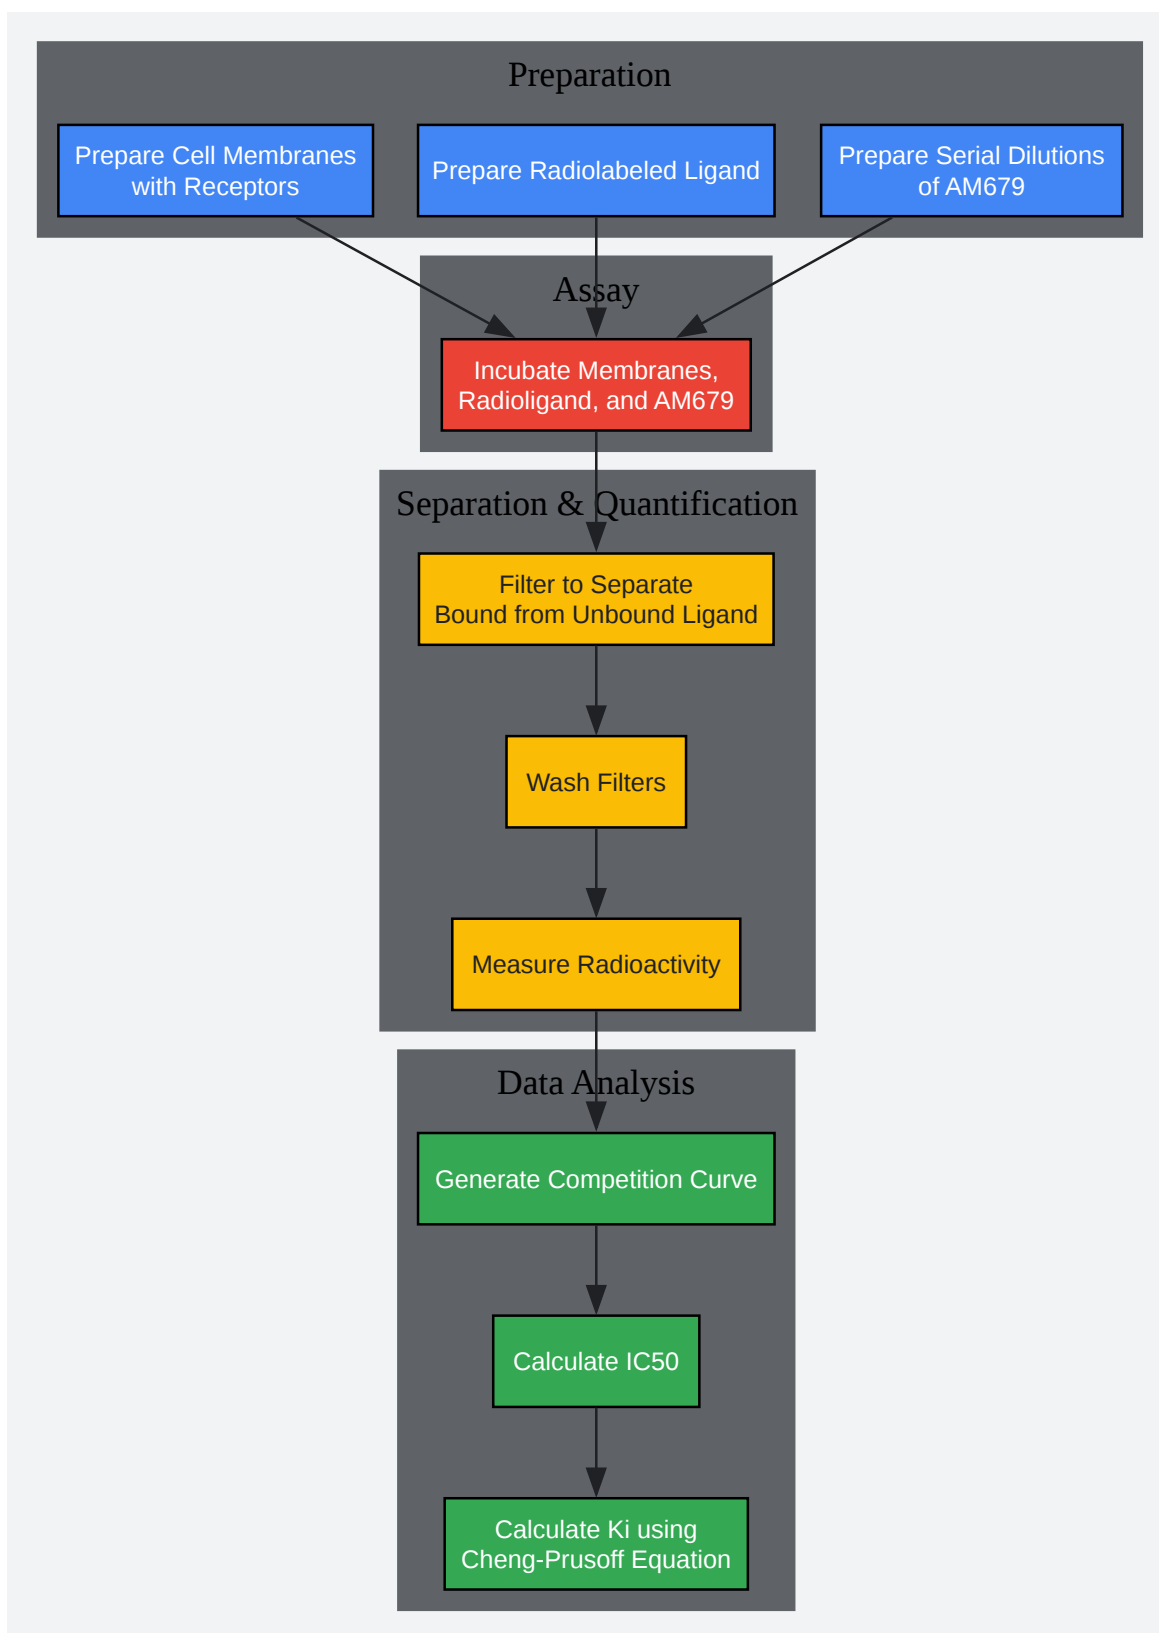 Preparation
Prepare Cell Membranes
with Receptors
Prepare Radiolabeled Ligand
Prepare Serial Dilutions
of AM679
Assay
Incubate Membranes,
Radioligand, and AM679
Separation & Quantification
Filter to Separate
Bound from Unbound Ligand
Wash Filters
Measure Radioactivity
Data Analysis
Generate Competition Curve
Calculate IC50
Calculate Ki using
Cheng-Prusoff Equation